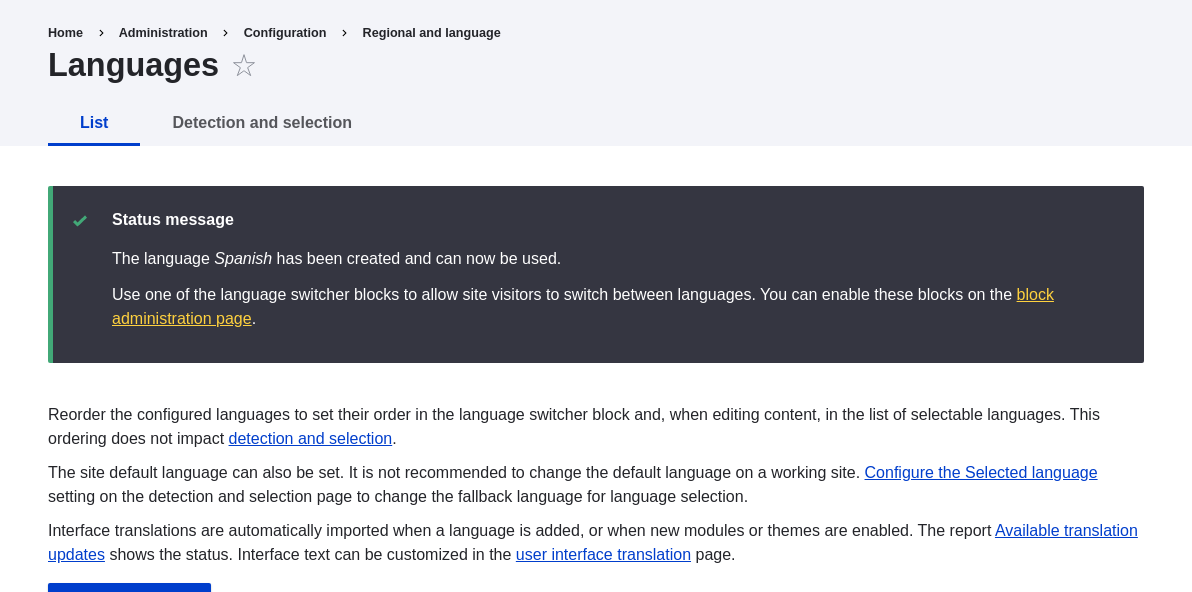 Home > Administration > Configuration > Regional and language
Languages
List Detection and selection
Status message
The language Spanish has been created and can now be used.
Use one of the language switcher blocks to allow site visitors to switch between languages. You can enable these blocks on the block
administration page.
Reorder the configured languages to set their order in the language switcher block and, when editing content, in the list of selectable languages. This
ordering does not impact detection and selection.
The site default language can also be set. It is not recommended to change the default language on a working site. Configure the Selected language
setting on the detection and selection page to change the fallback language for language selection.
Interface translations are automatically imported when a language is added, or when new modules or themes are enabled. The report Available translation
updates shows the status. Interface text can be customized in the user interface translation page.